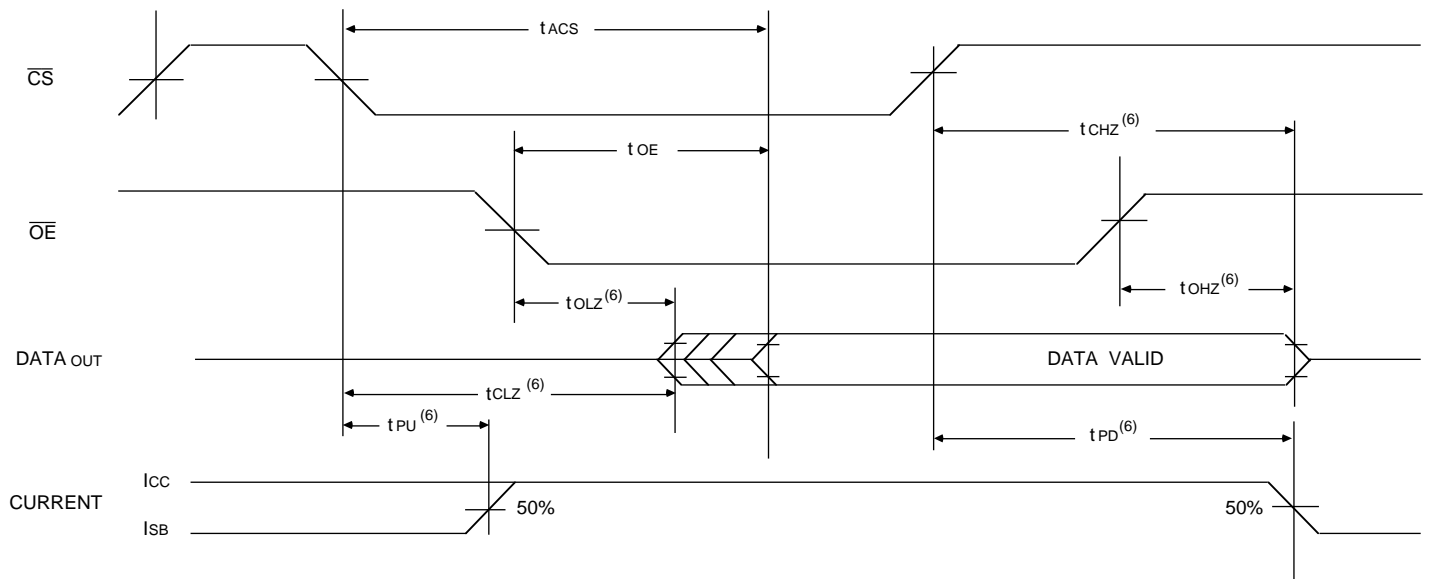 tACS
CS
tCHZ(6)
tOE
OE
tOLZ(6)
tOHZ(6)
DATA OUT
DATA VALID
tCLZ(6)
tPU(6)
tPD(6)
ICC
CURRENT
50%
50%
ISB